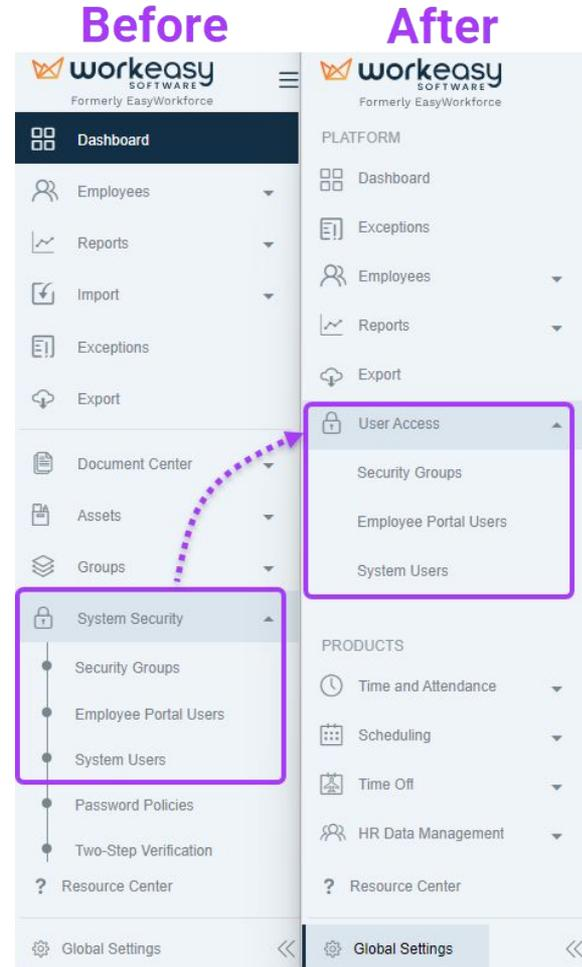 Before
workeasy
SOFTWARE
Formerly EasyWorkforce
Dashboard
Employees
Reports
Import
Exceptions
Export
Document Center
Assets
Groups
System Security
Security Groups
Employee Portal Users
System Users
Password Policies
Two-Step Verification
? Resource Center
Global Settings
After
workeasy
SOFTWARE
Formerly EasyWorkforce
PLATFORM
Dashboard
Exceptions
Employees
Reports
Export
User Access
Security Groups
Employee Portal Users
System Users
PRODUCTS
Time and Attendance
Scheduling
Time Off
HR Data Management
? Resource Center
Global Settings